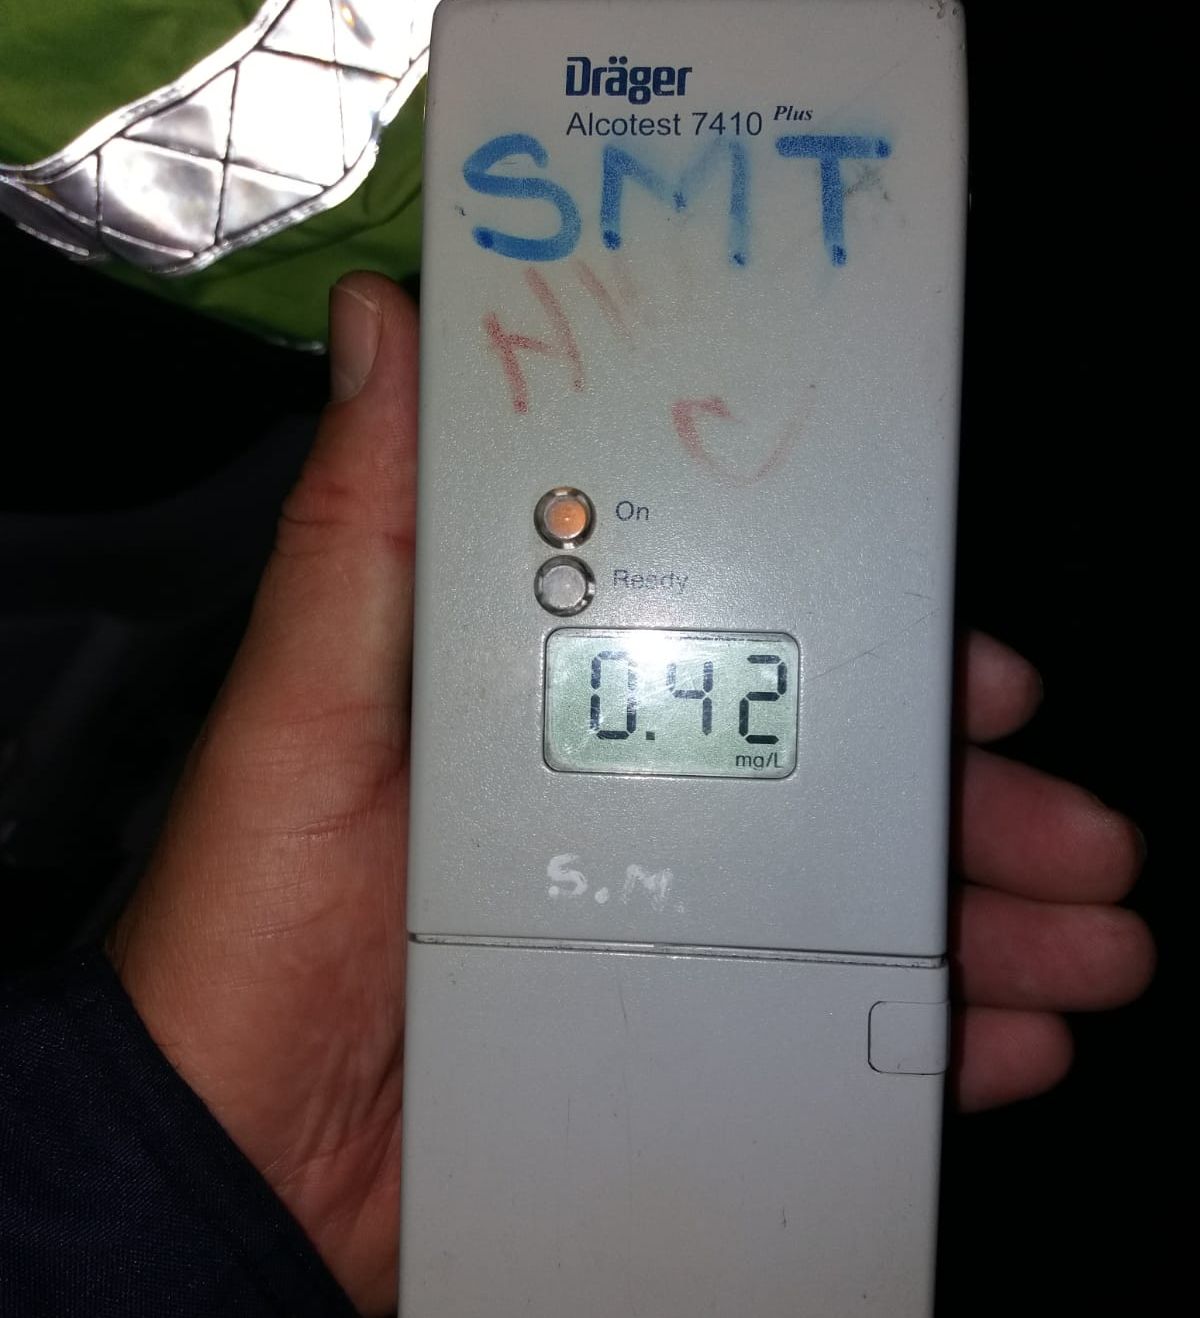 Dräger
Alcotest 7410 Plus
SMT
On
Ready
0.42
mg/L
S.M.